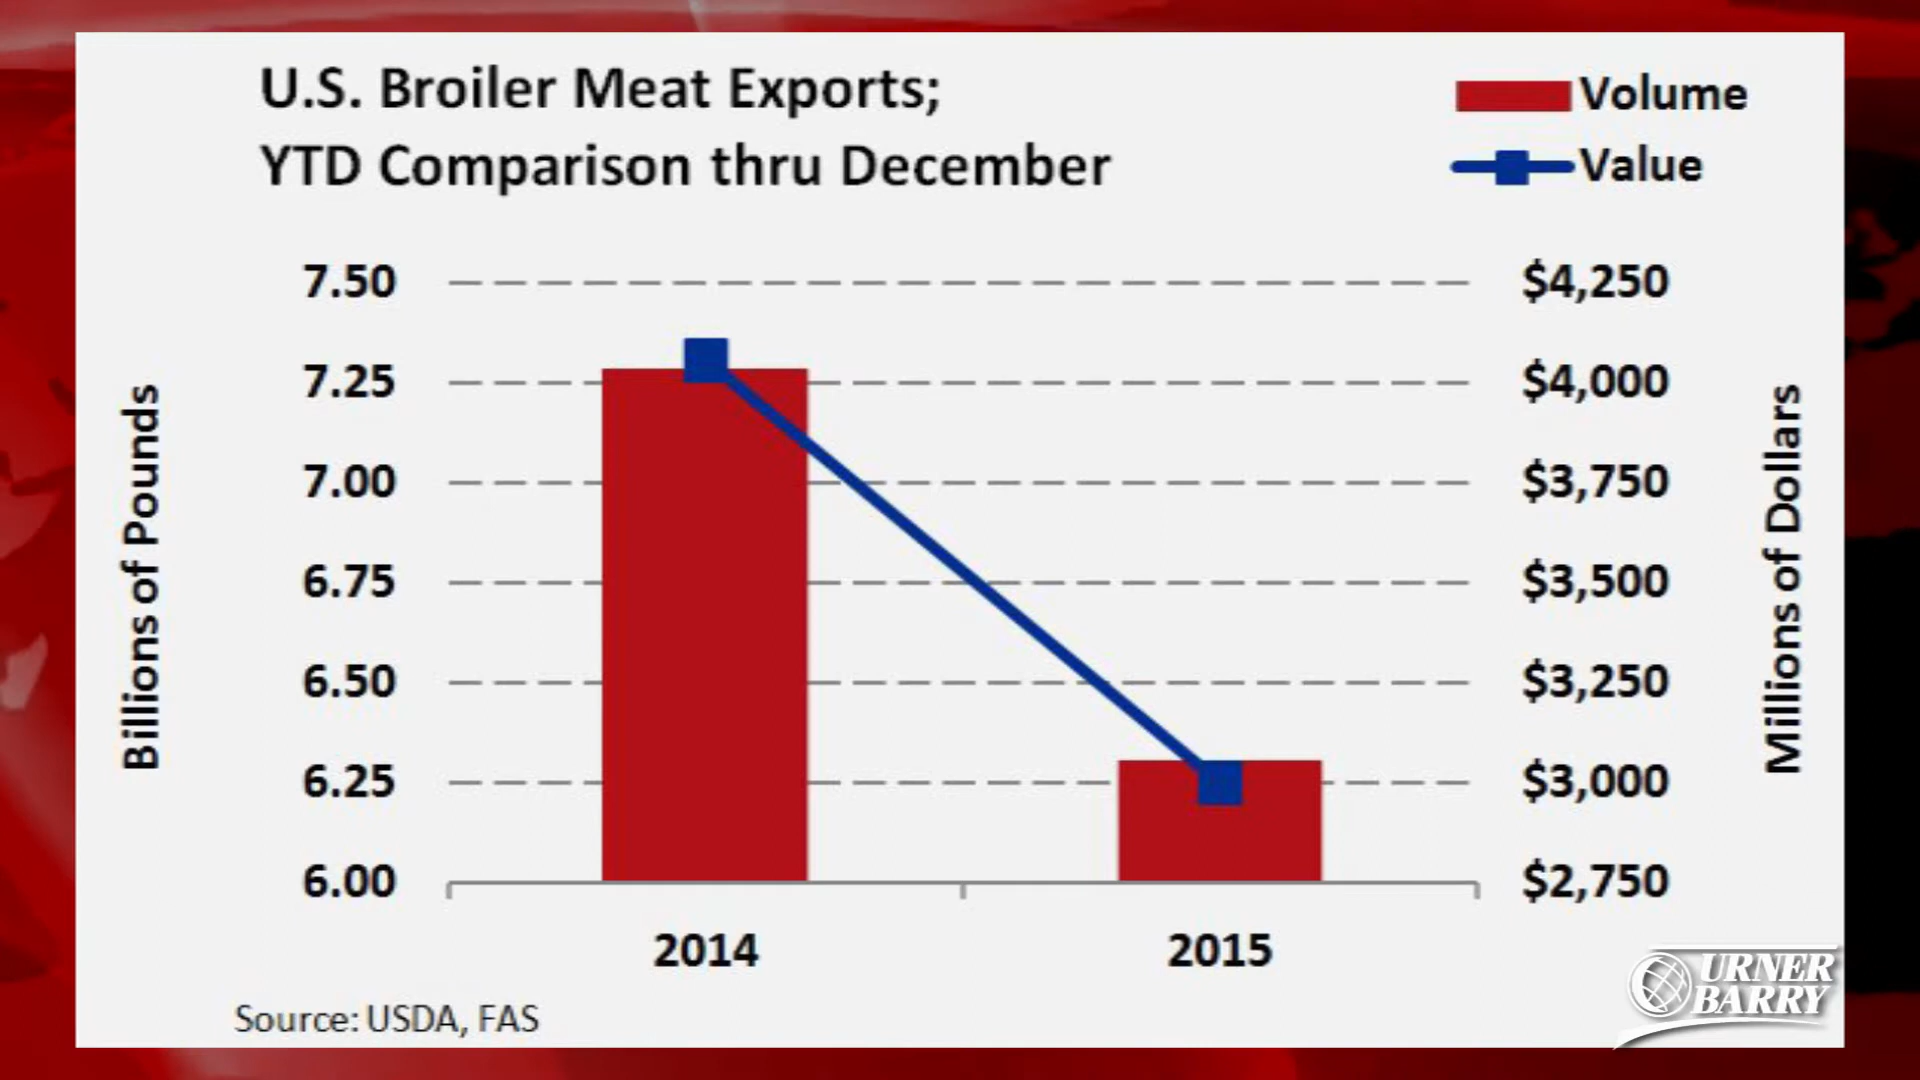 U.S. Broiler Meat Exports;
YTD Comparison thru December
Volume
Value
7.50
7.25
7.00
6.75
6.50
6.25
6.00
Billions of Pounds
$4,250
$4,000
$3,750
$3,500
$3,250
$3,000
$2,750
Millions of Dollars
2014
2015
Source: USDA, FAS
URNER
BARRY